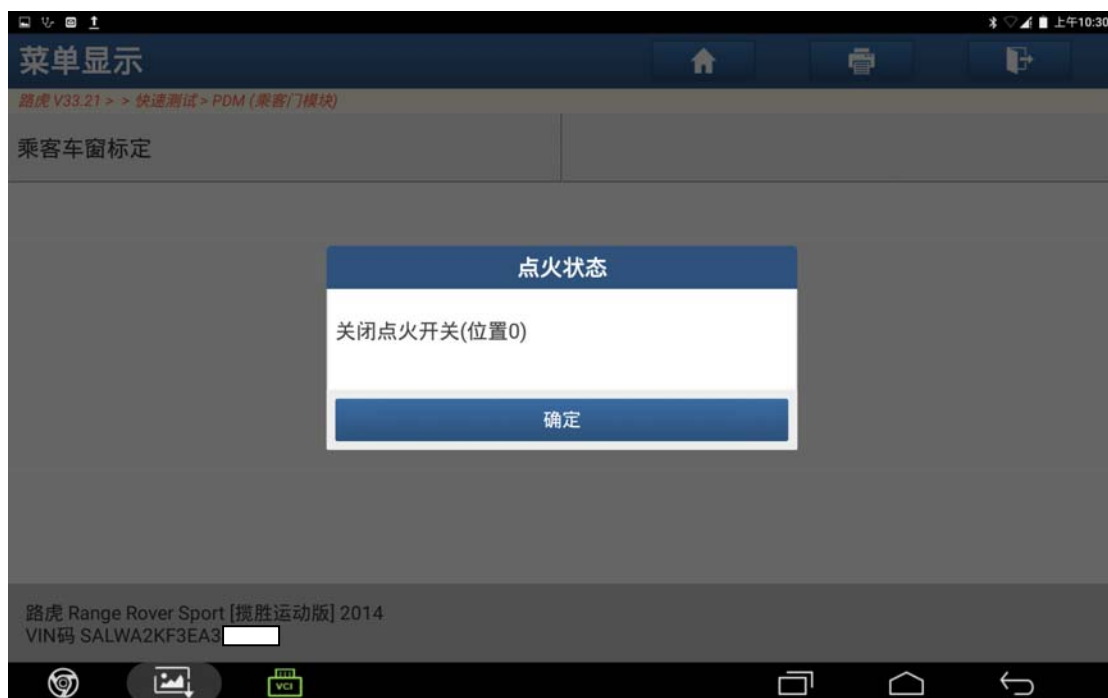 上午10:30
菜单显示
路虎 V33.21 > > 快速测试 > PDM (乘客门模块)
乘客车窗标定
点火状态
关闭点火开关(位置0)
确定
路虎 Range Rover Sport [揽胜运动版] 2014
VIN码 SALWA2KF3EA3
VCI